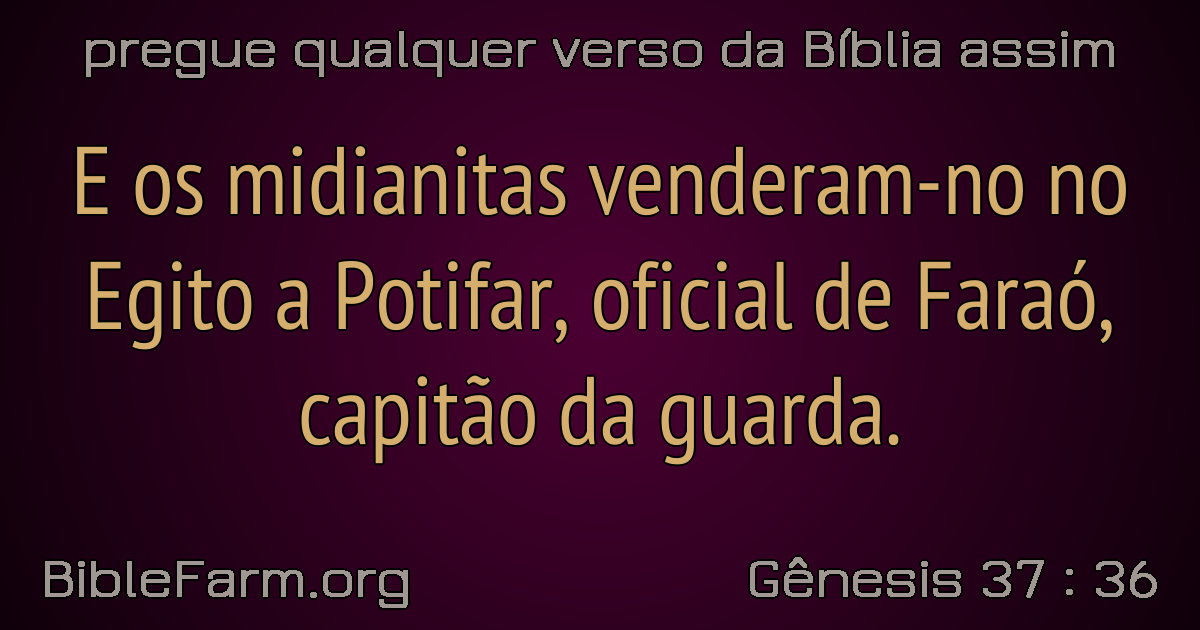 pregue qualquer verso da Bíblia assim
E os midianitas venderam-no no
Egito a Potifar, oficial de Faraó,
capitão da guarda.
BibleFarm.org
Gênesis 37 : 36